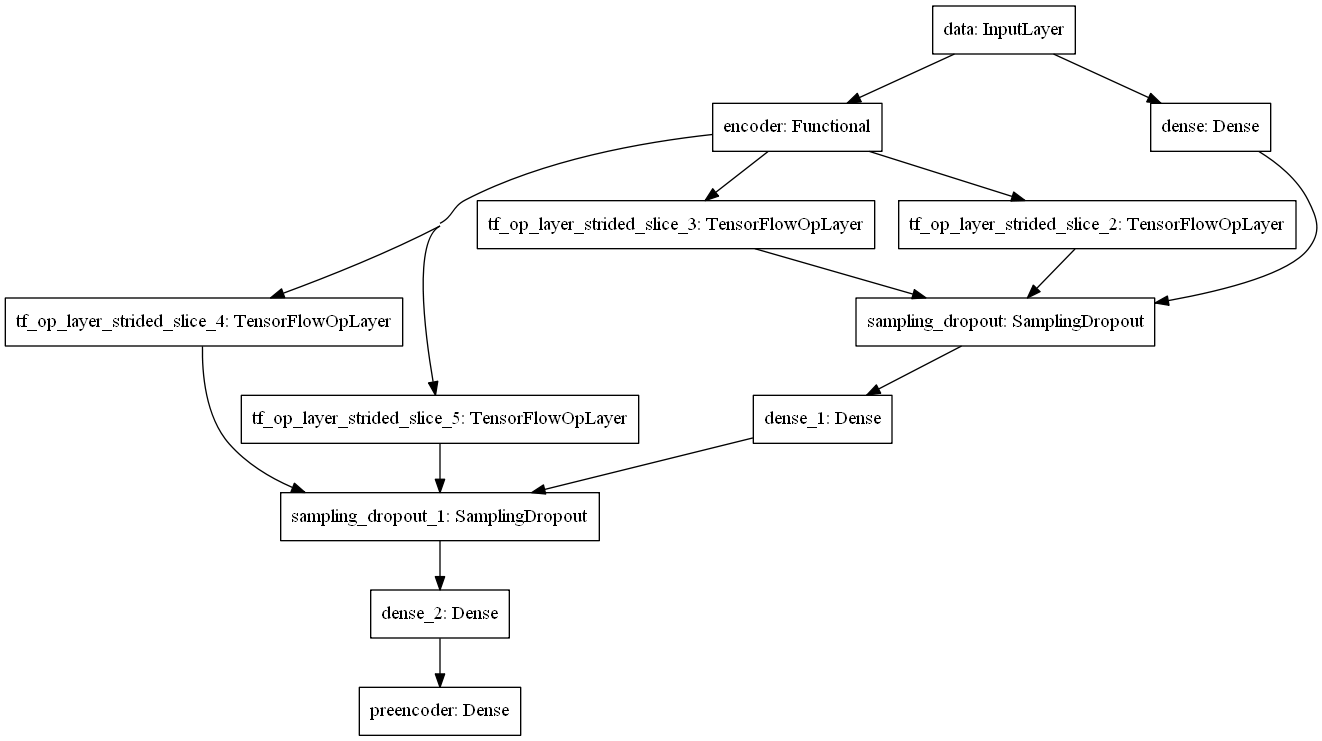 data: InputLayer
encoder: Functional
dense: Dense
tf_op_layer_strided_slice_3: TensorFlowOpLayer
tf_op_layer_strided_slice_2: TensorFlowOpLayer
tf_op_layer_strided_slice_4: TensorFlowOpLayer
sampling_dropout: SamplingDropout
tf_op_layer_strided_slice_5: TensorFlowOpLayer
dense_1: Dense
sampling_dropout_1: SamplingDropout
dense_2: Dense
preencoder: Dense